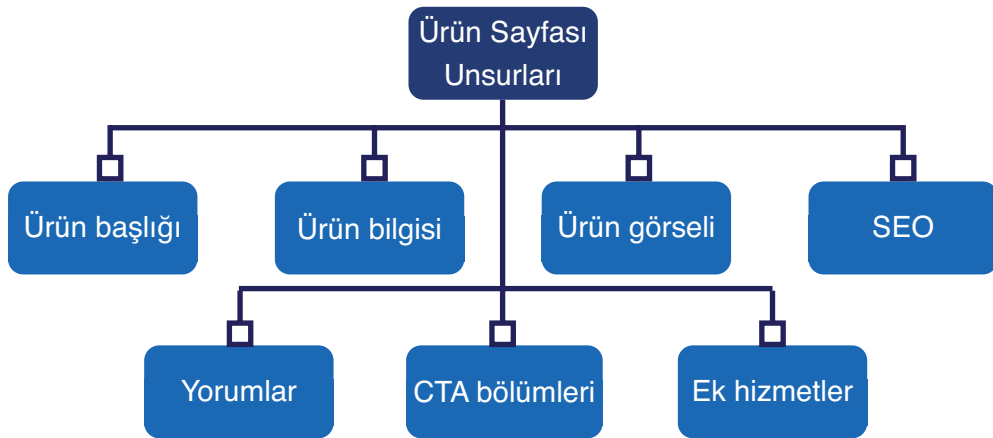 Ürün Sayfası
Unsurları
Ürün başlığı
Ürün bilgisi
Ürün görseli
SEO
Yorumlar
CTA bölümleri
Ek hizmetler